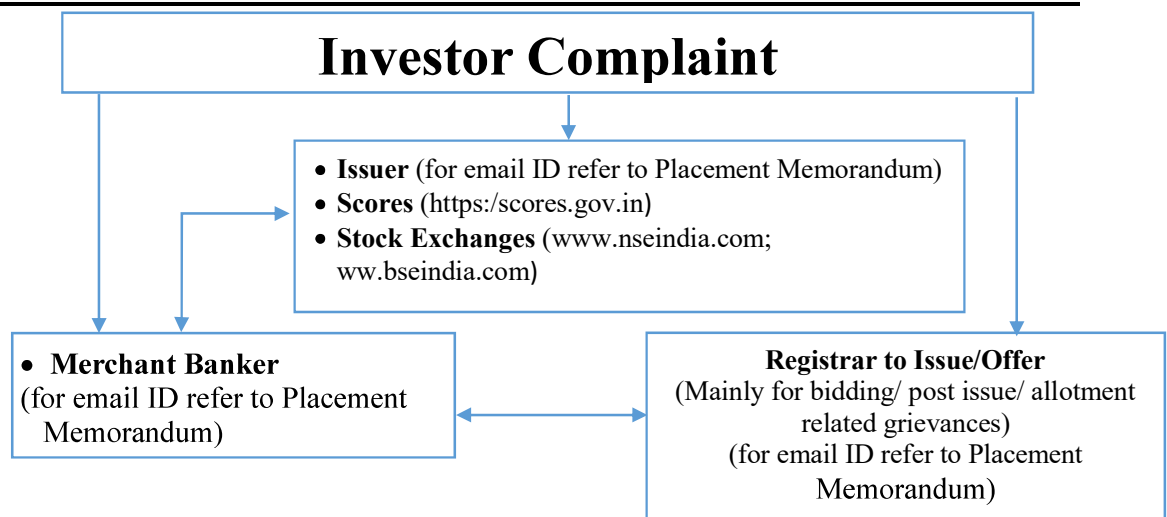 Investor Complaint
• Issuer (for email ID refer to Placement Memorandum)
• Scores (https:/scores.gov.in)
• Stock Exchanges (www.nseindia.com;
ww.bseindia.com)
• Merchant Banker
(for email ID refer to Placement
Memorandum)
Registrar to Issue/Offer
(Mainly for bidding/ post issue/ allotment
related grievances)
(for email ID refer to Placement
Memorandum)